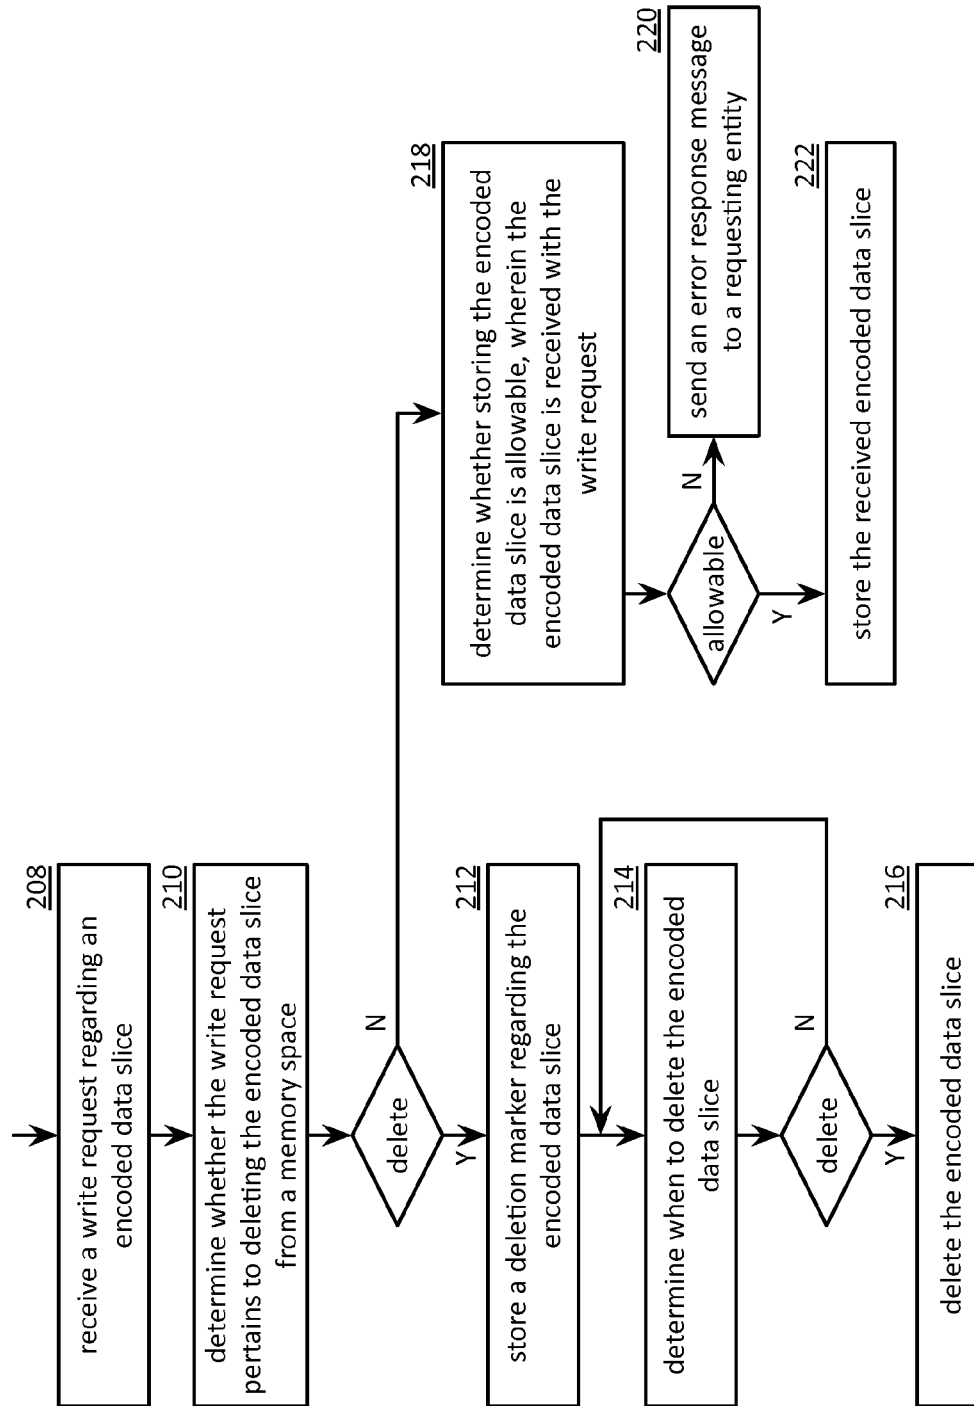 208
receive a write request regarding an
encoded data slice
210
determine whether the write request
pertains to deleting the encoded data slice
from a memory space
delete
N
Y
212
store a deletion marker regarding the
encoded data slice
214
determine when to delete the encoded
data slice
delete
N
Y
216
delete the encoded data slice
218
determine whether storing the encoded
data slice is allowable, wherein the
encoded data slice is received with the
write request
allowable
N
Y
220
send an error response message
to a requesting entity
222
store the received encoded data slice